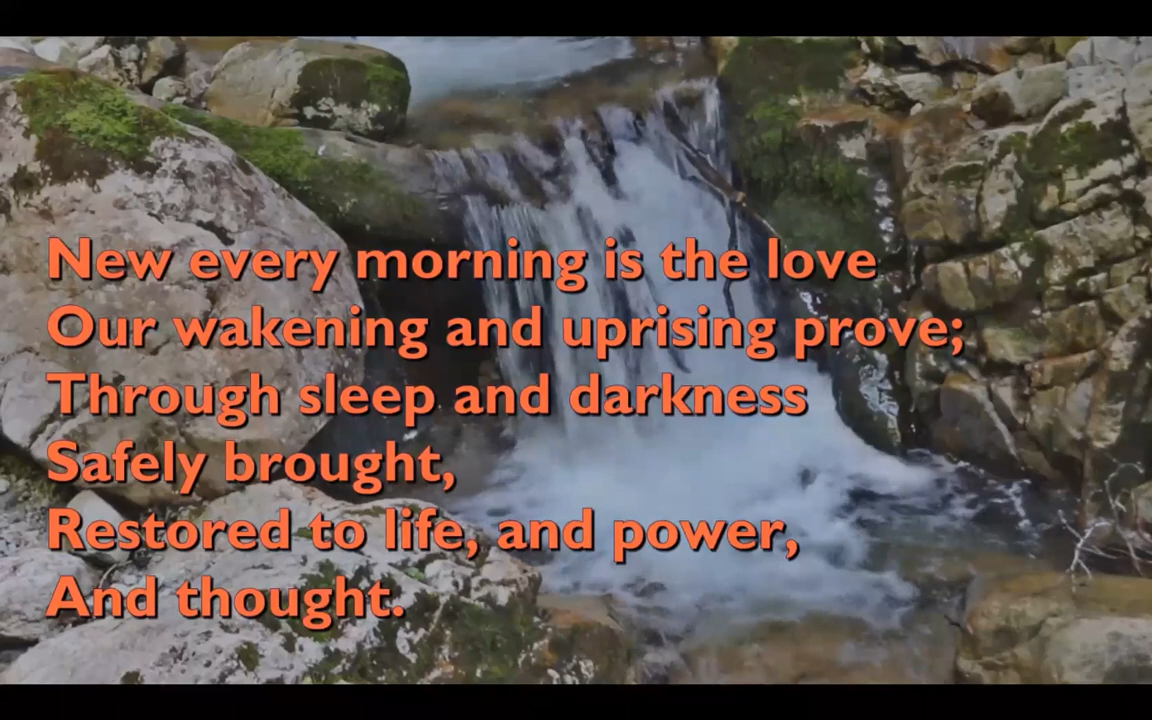 New every morning is the love
Our wakening and uprising prove;
Through sleep and darkness
Safely brought,
Restored to life, and power,
And thought.